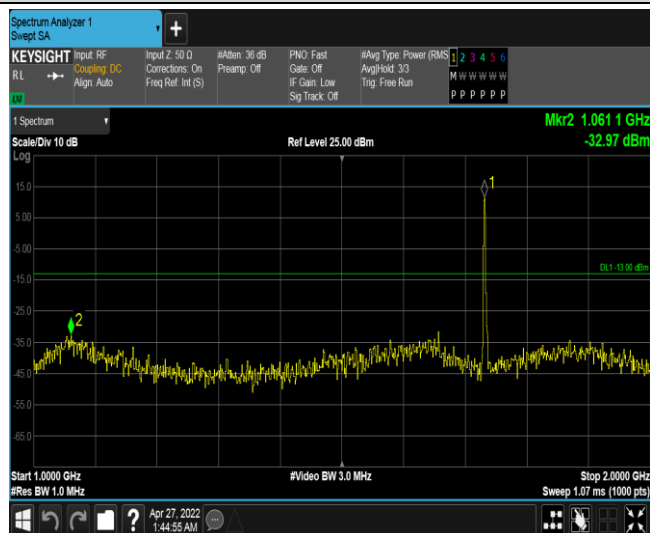 Spectrum Analyzer 1
Swept SA
KEYSIGHT
RL
LXI
Input: RF
Coupling: DC
Align: Auto
Input Z: 50 Ω
Corrections: On
Freq Ref: Int (S)
#Atten: 36 dB
Preamp: Off
PNO: Fast
Gate: Off
IF Gain: Low
Sig Track: Off
#Avg Type: Power (RMS
Avg|Hold: 3/3
Trig: Free Run
1 2 3 4 5 6
M W W W W W
P P P P P P
1 Spectrum
Scale/Div 10 dB
Ref Level 25.00 dBm
Mkr2 1.061 1 GHz
-32.97 dBm
Log
15.0
5.00
-5.00
-15.0
-25.0
-35.0
-45.0
-55.0
-65.0
1
2
DL1 -13.00 dBm
Start 1.0000 GHz
#Res BW 1.0 MHz
#Video BW 3.0 MHz
Stop 2.0000 GHz
Sweep 1.07 ms (1000 pts)
?
Apr 27, 2022
1:44:55 AM